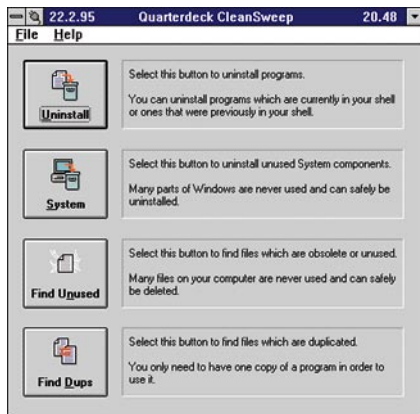 22.2.95 Quarterdeck CleanSweep 20.48
File Help
Uninstall
Select this button to uninstall programs.
You can uninstall programs which are currently in your shell
or ones that were previously in your shell.
System
Select this button to uninstall unused System components.
Many parts of Windows are never used and can safely be
uninstalled.
Find Unused
Select this button to find files which are obsolete or unused.
Many files on your computer are never used and can safely
be deleted.
Find Dups
Select this button to find files which are duplicated.
You only need to have one copy of a program in order to
use it.